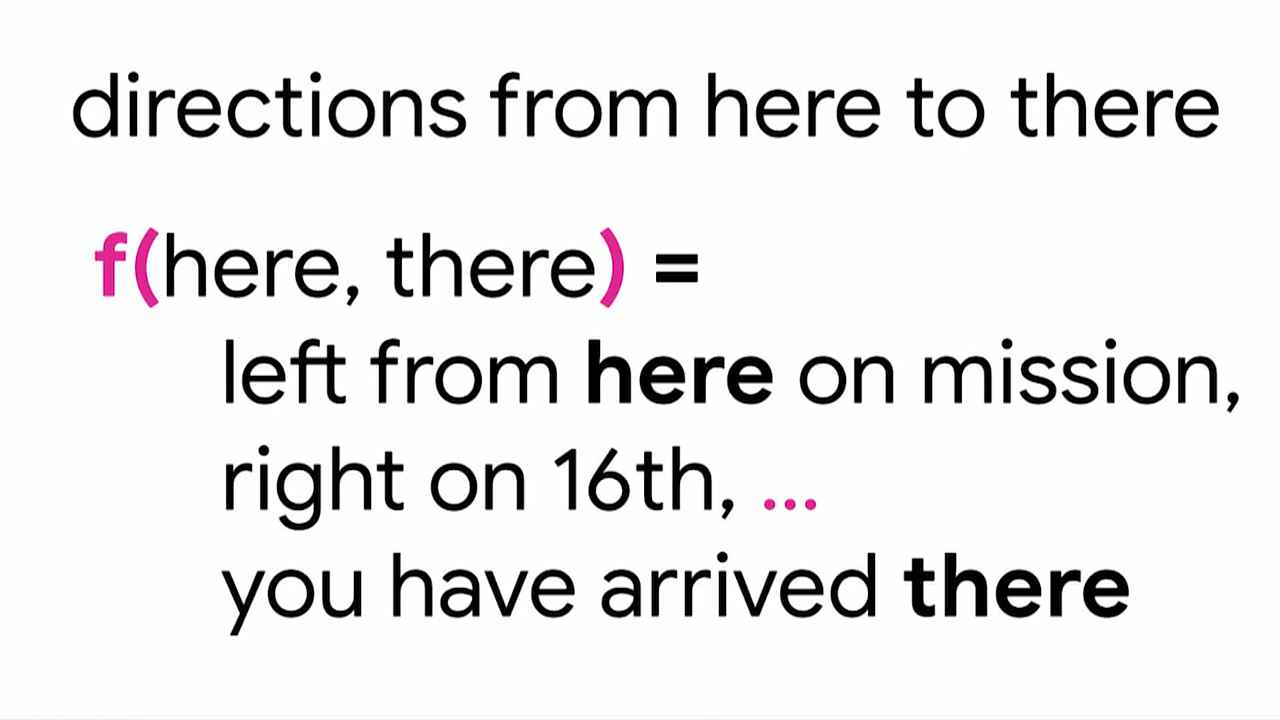 directions from here to there
f(here, there) =
left from here on mission,
right on 16th, ...
you have arrived there